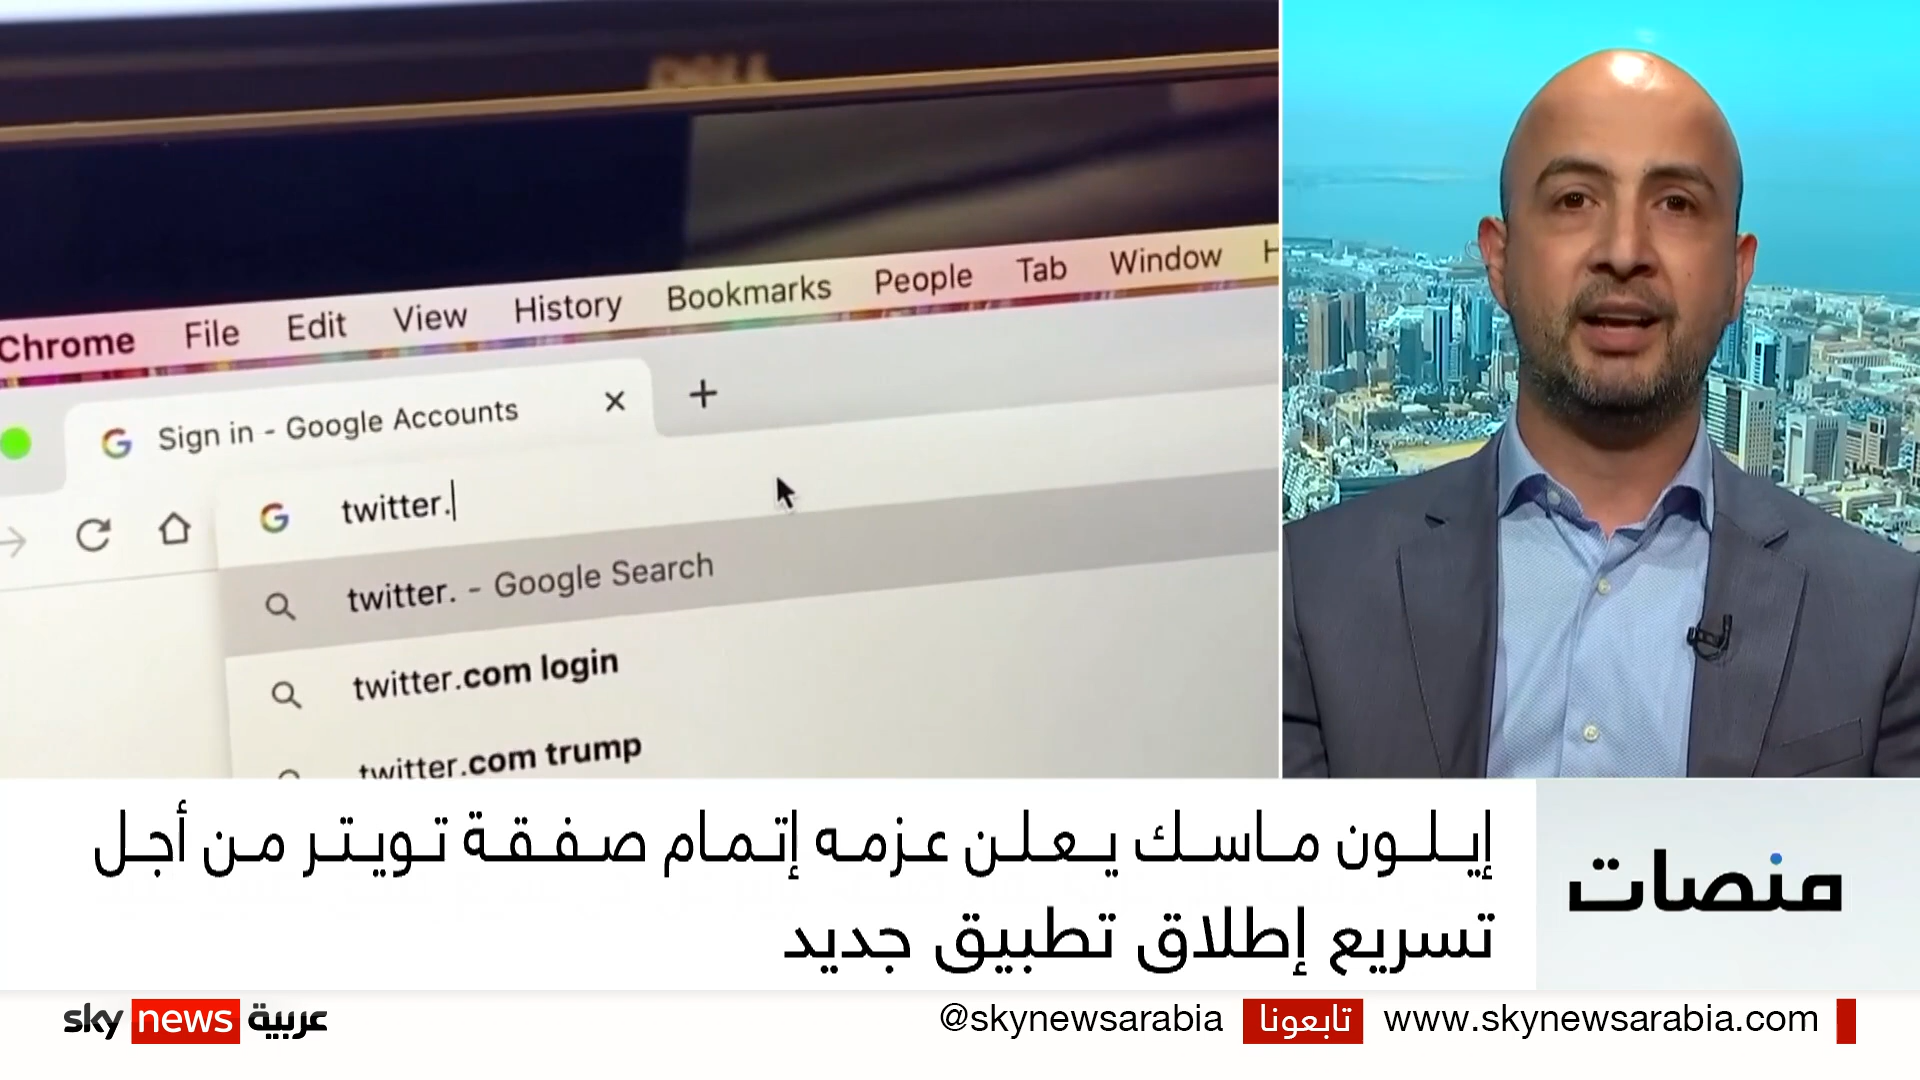 DELL
Chrome File Edit View History Bookmarks People Tab Window H
Sign in - Google Accounts
twitter.
twitter. - Google Search
twitter.com login
twitter.com trump
إيلون ماسك يعلن عزمه إتمام صفقة تويتر من أجل
تسريع إطلاق تطبيق جديد
منصات
sky news عربية
@skynewsarabia تابعونا www.skynewsarabia.com